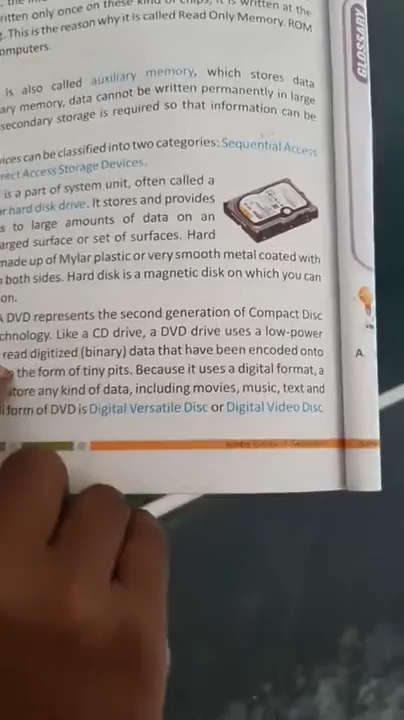 ritten only once on these kind of chips, it is written at the
. This is the reason why it is called Read Only Memory. ROM
omputers.
is also called auxiliary memory, which stores data
ary memory, data cannot be written permanently in large
secondary storage is required so that information can be
vices can be classified into two categories: Sequential Access
rect Access Storage Devices.
is a part of system unit, often called a
or hard disk drive. It stores and provides
s to large amounts of data on an
arged surface or set of surfaces. Hard
made up of Mylar plastic or very smooth metal coated with
both sides. Hard disk is a magnetic disk on which you can
on.
A DVD represents the second generation of Compact Disc
chnology. Like a CD drive, a DVD drive uses a low-power
read digitized (binary) data that have been encoded onto
the form of tiny pits. Because it uses a digital format, a
store any kind of data, including movies, music, text and
ll form of DVD is Digital Versatile Disc or Digital Video Disc
GLOSSARY
A.